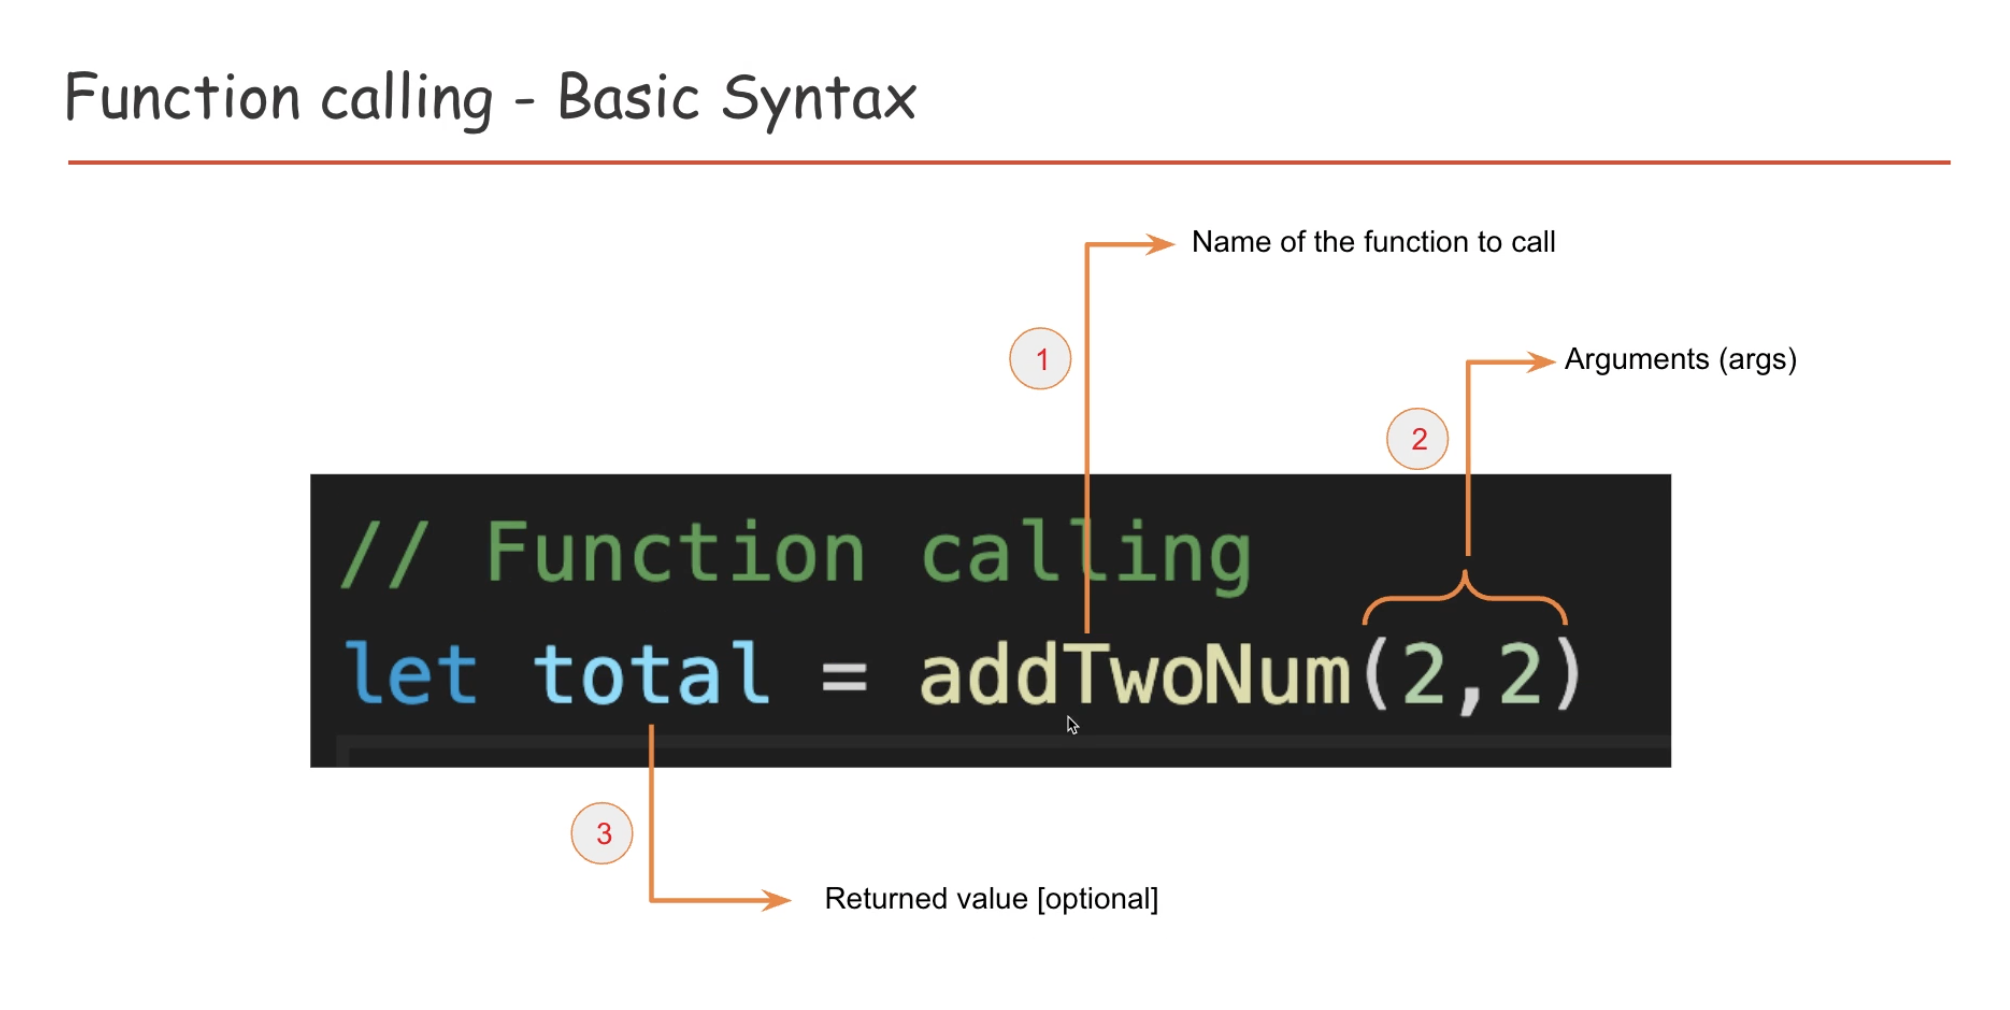 Function calling - Basic Syntax
Name of the function to call
1
Arguments (args)
2
// Function calling
let total = addTwoNum(2,2)
3
Returned value [optional]